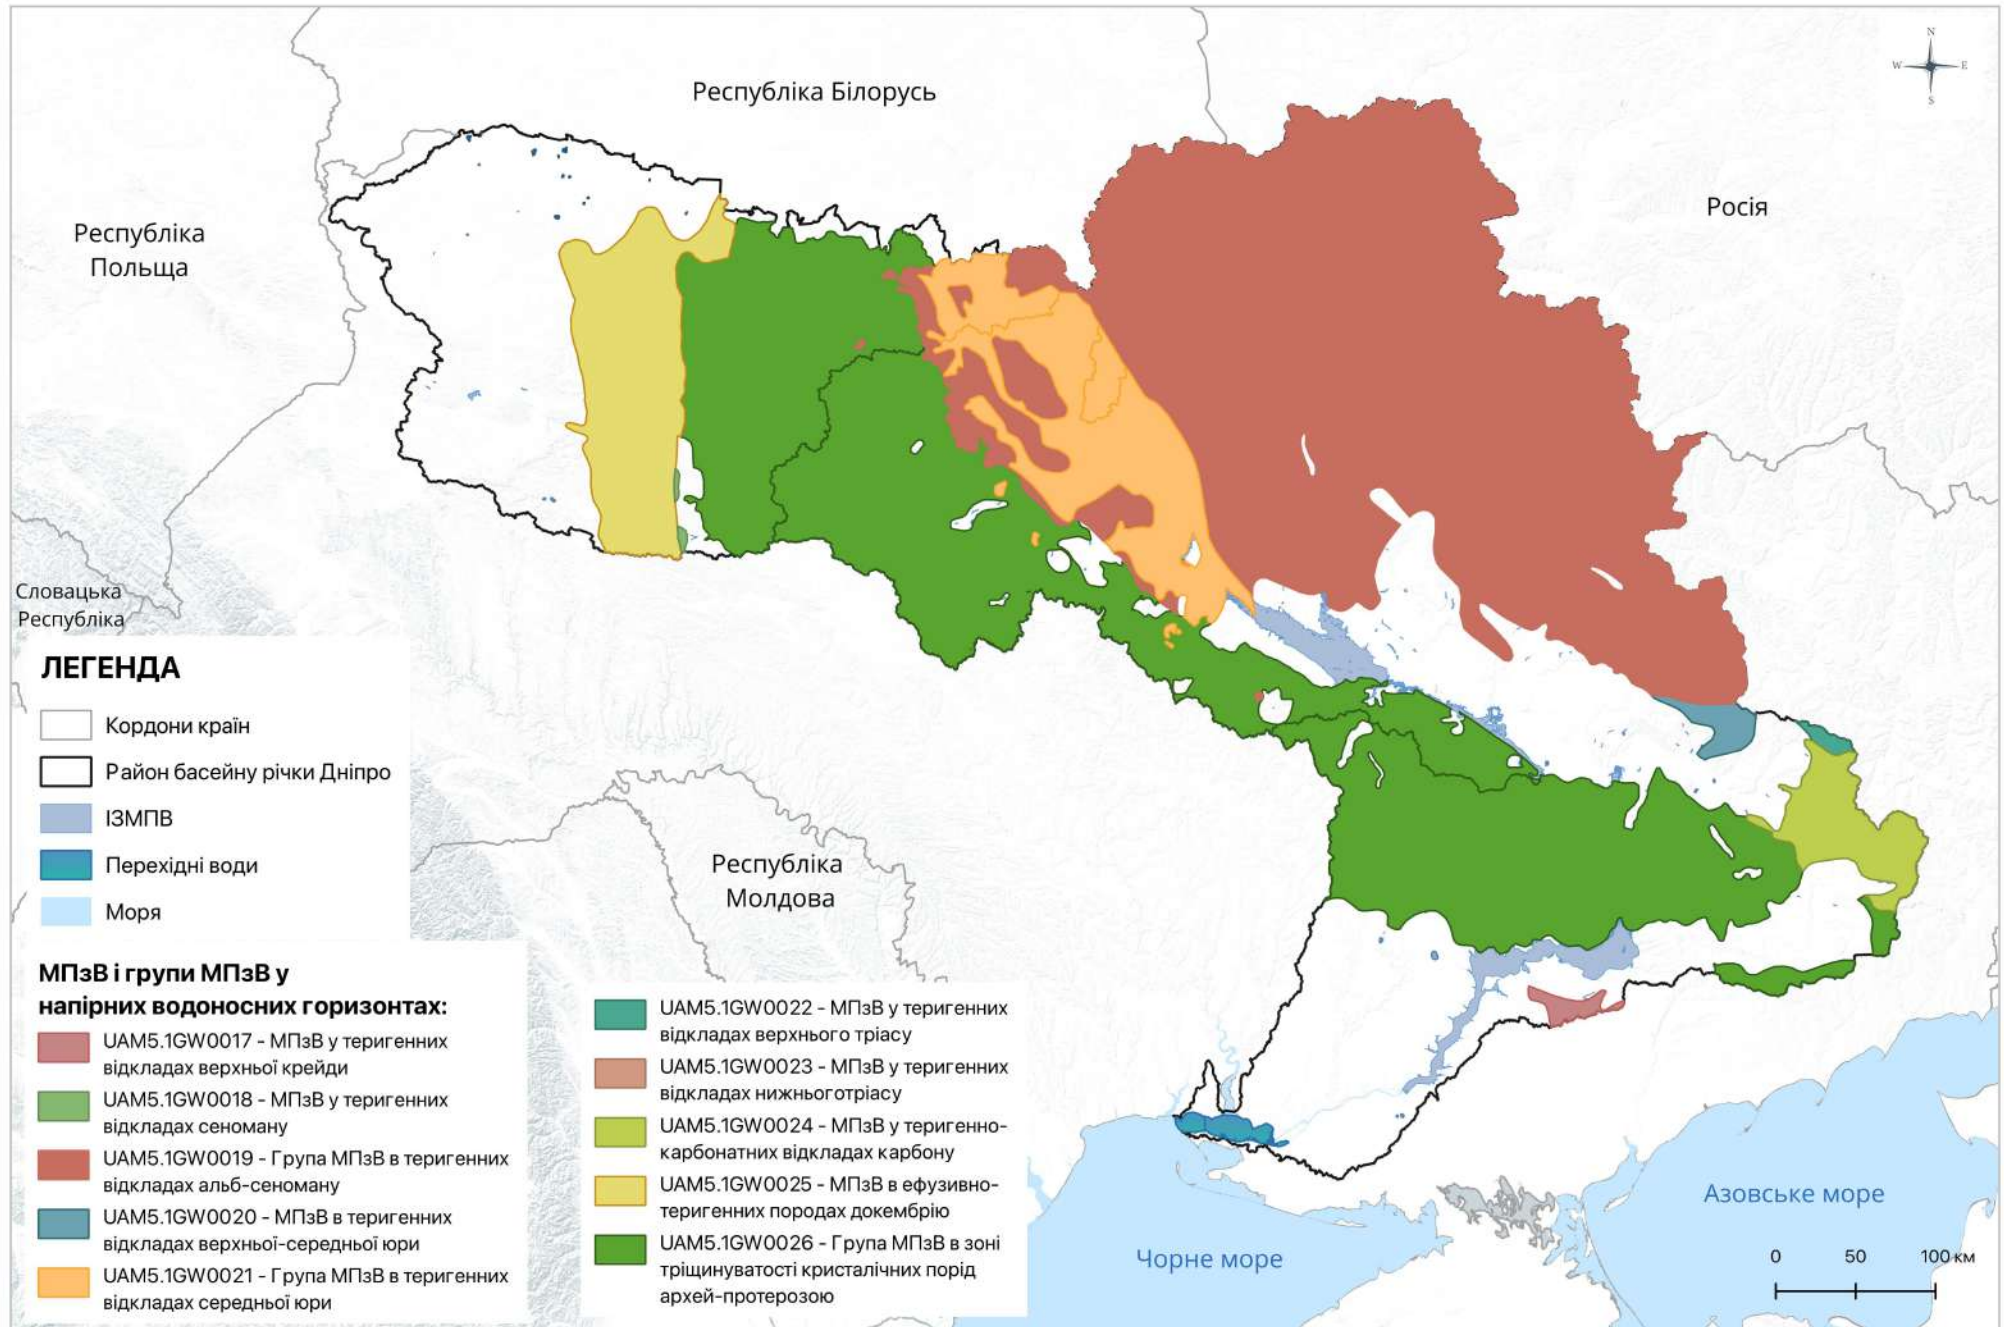 N
W E
S
Республіка Білорусь
Росія
Республіка
Польща
Словацька
Республіка
Республіка
Молдова
Чорне море
Азовське море
0 50 100 км
ЛЕГЕНДА
Кордони країн
Район басейну річки Дніпро
ІЗМПВ
Перехідні води
Моря
МПзВ і групи МПзВ у
напірних водоносних горизонтах:
UAM5.1GW0017 - МПзВ у теригенних
відкладах верхньої крейди
UAM5.1GW0018 - МПзВ у теригенних
відкладах сеноману
UAM5.1GW0019 - Група МПзВ в теригенних
відкладах альб-сеноману
UAM5.1GW0020 - МПзВ в теригенних
відкладах верхньої-середньої юри
UAM5.1GW0021 - Група МПзВ в теригенних
відкладах середньої юри
UAM5.1GW0022 - МПзВ у теригенних
відкладах верхнього тріасу
UAM5.1GW0023 - МПзВ у теригенних
відкладах нижньоготріасу
UAM5.1GW0024 - МПзВ у теригенно-
карбонатних відкладах карбону
UAM5.1GW0025 - МПзВ в ефузивно-
теригенних породах докембрію
UAM5.1GW0026 - Група МПзВ в зоні
тріщинуватості кристалічних порід
архей-протерозою